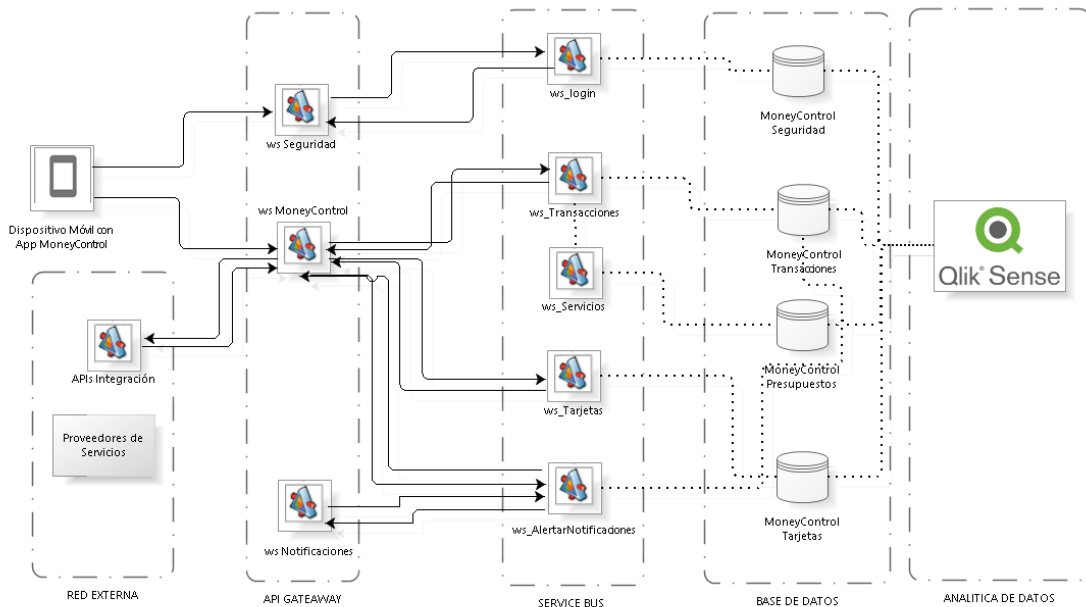 ws_login
MoneyControl
Seguridad
ws Seguridad
ws_Transacciones
ws MoneyControl
Dispositivo Móvil con
App MoneyControl
MoneyControl
Transacciones
Qlik Sense
ws_Servicios
APIs Integración
MoneyControl
Presupuestos
ws_Tarjetas
Proveedores de
Servicios
ws_AlertarNotificaciones
MoneyControl
Tarjetas
ws Notificaciones
RED EXTERNA
API GATEAWAY
SERVICE BUS
BASE DE DATOS
ANALITICA DE DATOS